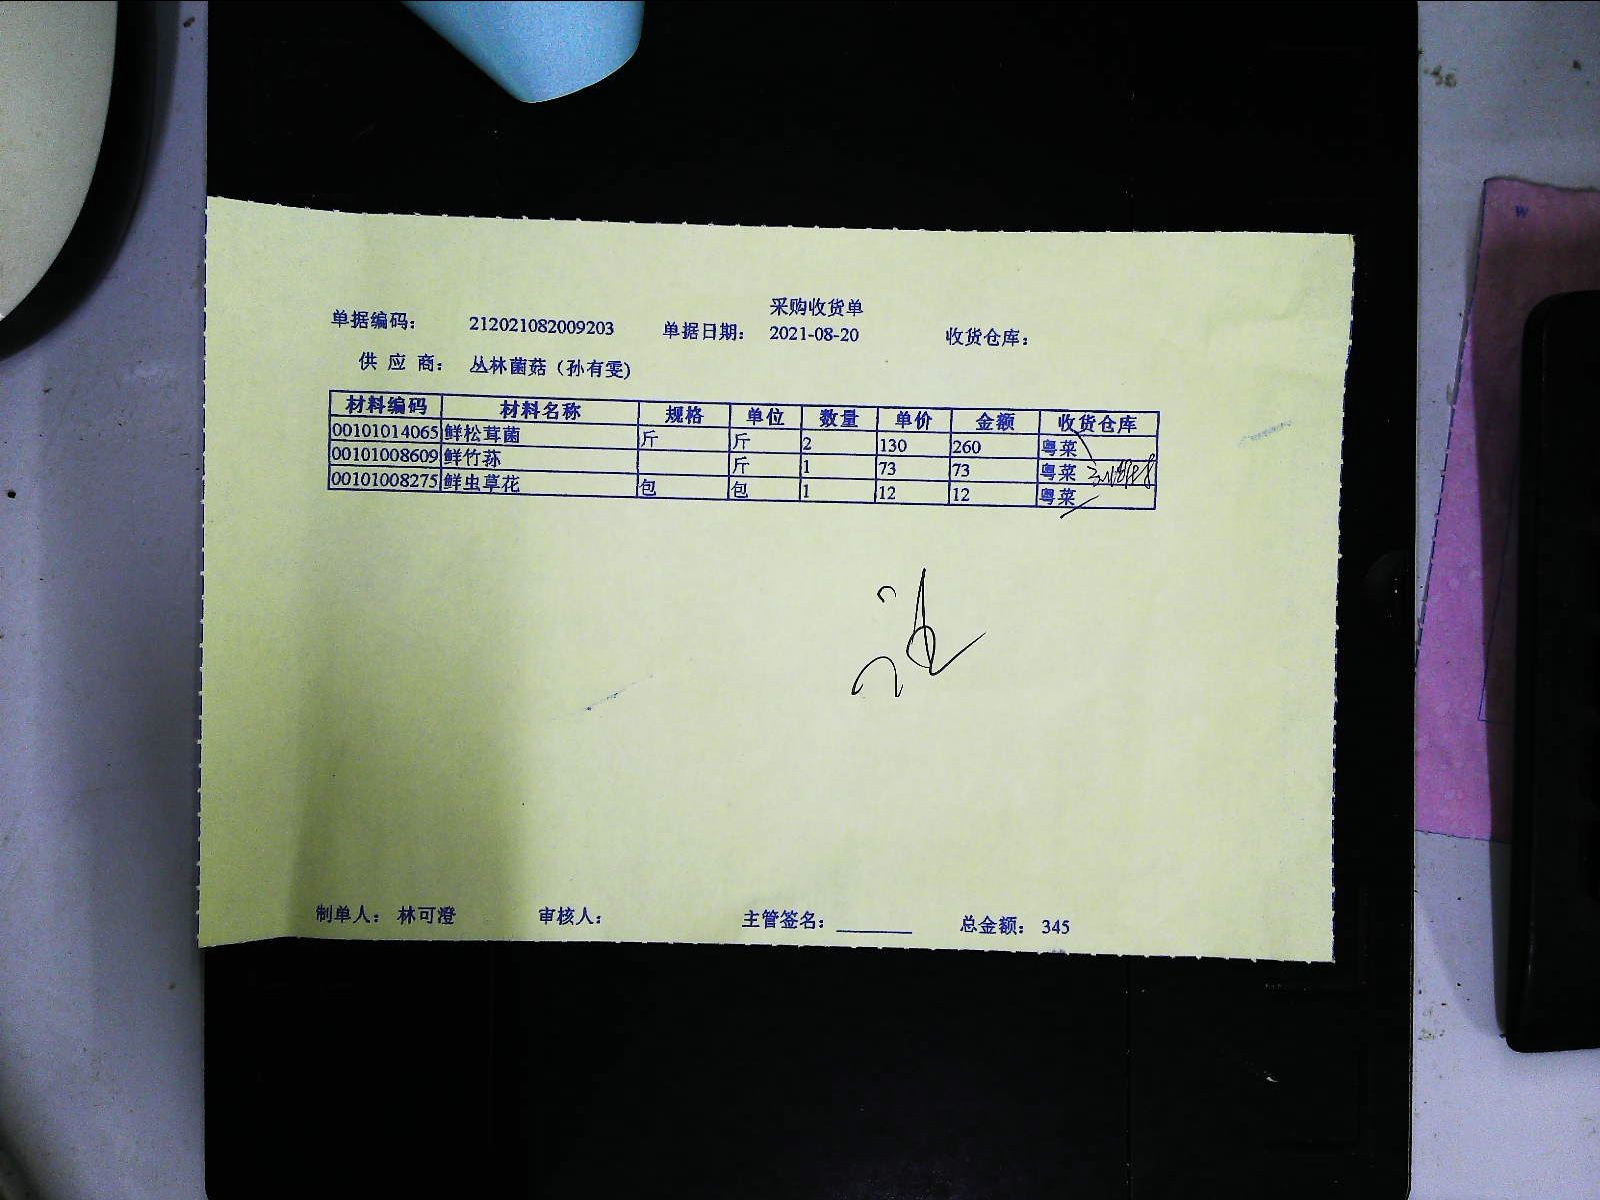 采购收货单
单据编码： 212021082009203 单据日期： 2021-08-20 收货仓库：
供 应 商： 丛林菌菇（孙有雯)
材料编码 材料名称 规格 单位 数量 单价 金额 收货仓库
00101014065 鲜松茸菌 斤 斤 2 130 260 粤菜
00101008609 鲜竹荪 斤 1 73 73 粤菜
00101008275 鲜虫草花 包 包 1 12 12 粤菜
制单人： 林可澄 审核人： 主管签名： 总金额： 345